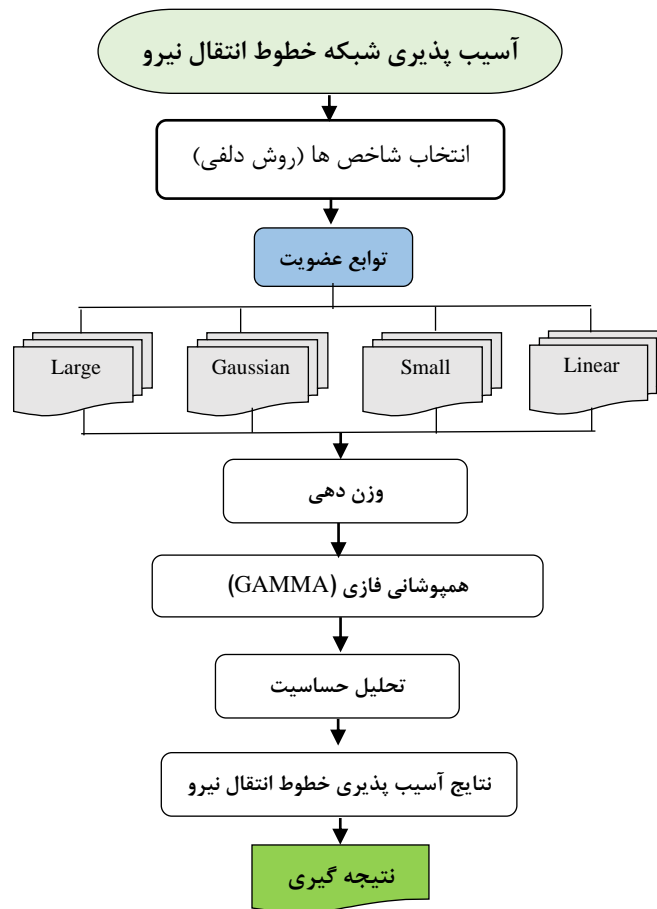 آسیب پذیری شبکه خطوط انتقال نیرو
انتخاب شاخص ها (روش دلفی)
توابع عضویت
Large
Gaussian
Small
Linear
وزن دهی
همپوشانی فازی (GAMMA)
تحلیل حساسیت
نتایج آسیب پذیری خطوط انتقال نیرو
نتیجه گیری